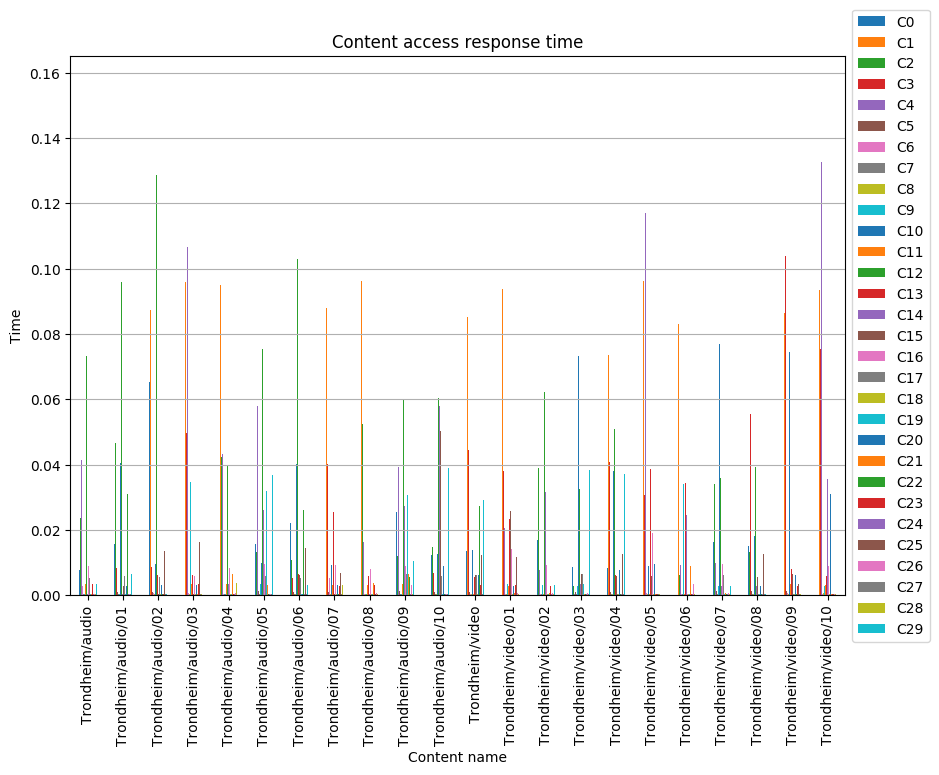 Content access response time
Time
0.16
0.14
0.12
0.10
0.08
0.06
0.04
0.02
0.00
Trondheim/audio
Trondheim/audio/01
Trondheim/audio/02
Trondheim/audio/03
Trondheim/audio/04
Trondheim/audio/05
Trondheim/audio/06
Trondheim/audio/07
Trondheim/audio/08
Trondheim/audio/09
Trondheim/audio/10
Trondheim/video
Trondheim/video/01
Trondheim/video/02
Trondheim/video/03
Trondheim/video/04
Trondheim/video/05
Trondheim/video/06
Trondheim/video/07
Trondheim/video/08
Trondheim/video/09
Trondheim/video/10
Content name
C0
C1
C2
C3
C4
C5
C6
C7
C8
C9
C10
C11
C12
C13
C14
C15
C16
C17
C18
C19
C20
C21
C22
C23
C24
C25
C26
C27
C28
C29